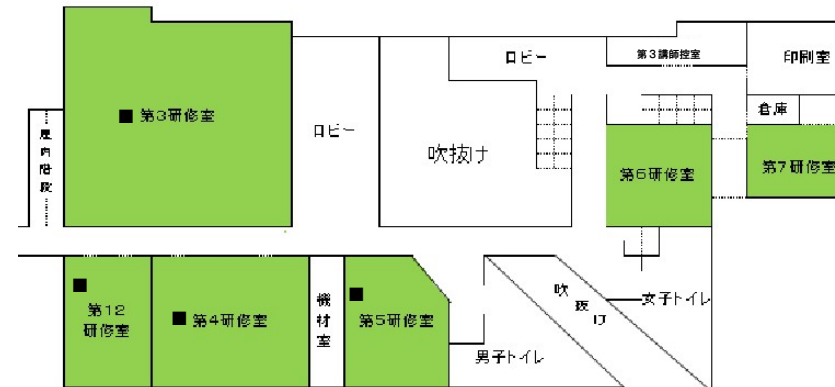 ロビー
第3講師控室
印刷室
■ 第3研修室
ロビー
倉庫
屋内階段
吹抜け
第6研修室
第7研修室
■
第12
研修室
■ 第4研修室
機材室
■
第5研修室
男子トイレ
吹抜け
女子トイレ